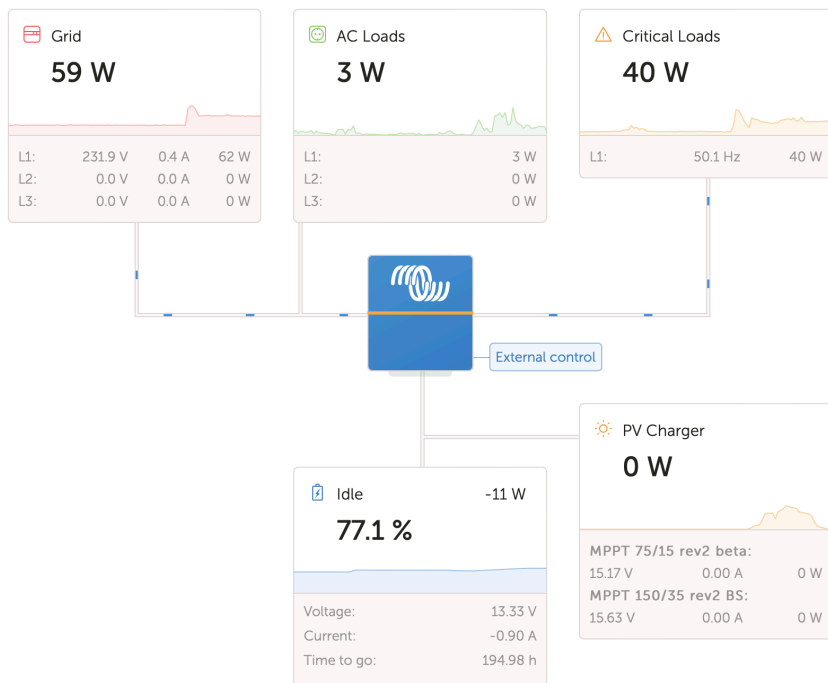 Grid
59 W
L1: 231.9 V 0.4 A 62 W
L2: 0.0 V 0.0 A 0 W
L3: 0.0 V 0.0 A 0 W
AC Loads
3 W
L1: 3 W
L2: 0 W
L3: 0 W
Critical Loads
40 W
L1: 50.1 Hz 40 W
External control
Idle -11 W
77.1 %
Voltage: 13.33 V
Current: -0.90 A
Time to go: 194.98 h
PV Charger
0 W
MPPT 75/15 rev2 beta:
15.17 V 0.00 A 0 W
MPPT 150/35 rev2 BS:
15.63 V 0.00 A 0 W